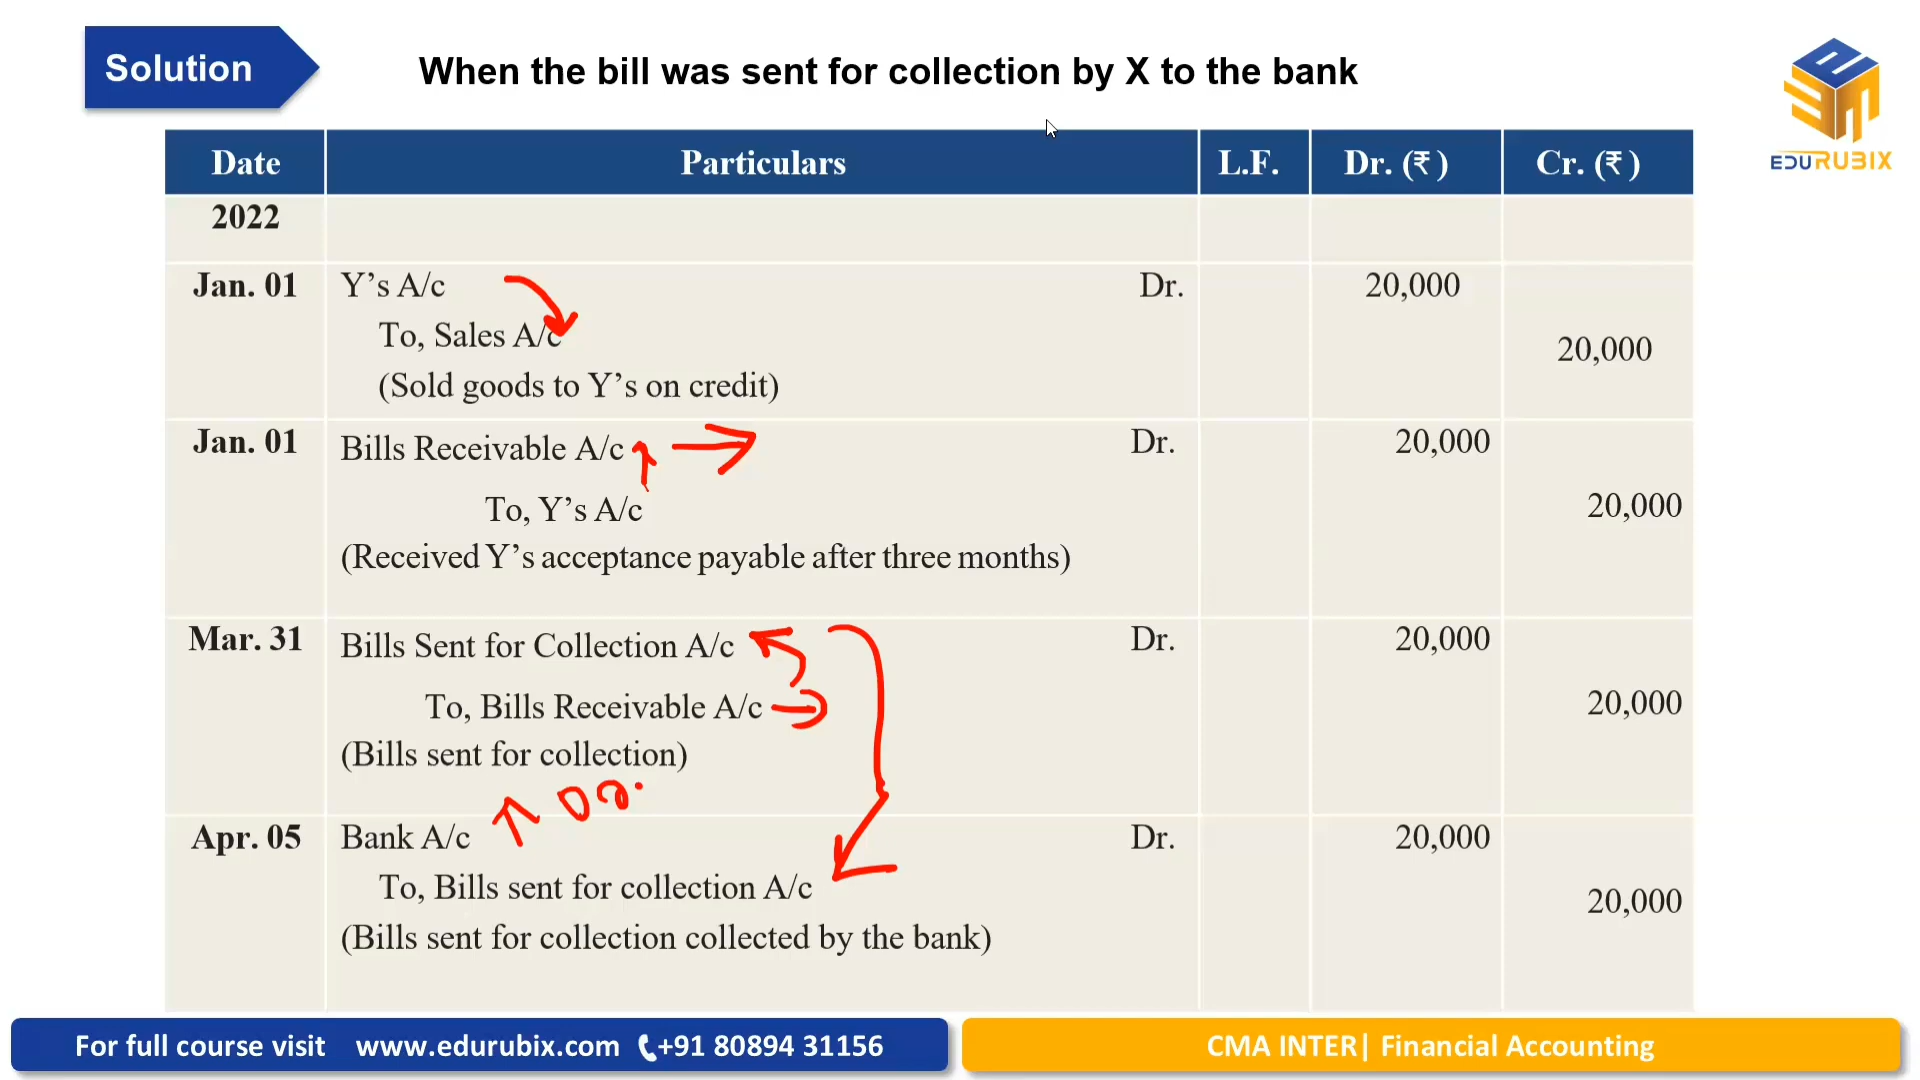 Solution
When the bill was sent for collection by X to the bank
EDURUBIX
Date Particulars L.F. Dr. (₹ ) Cr. (₹ )
2022
Jan. 01 Y’s A/c Dr. 20,000
To, Sales A/c 20,000
(Sold goods to Y’s on credit)
Jan. 01 Bills Receivable A/c Dr. 20,000
To, Y’s A/c 20,000
(Received Y’s acceptance payable after three months)
Mar. 31 Bills Sent for Collection A/c Dr. 20,000
To, Bills Receivable A/c 20,000
(Bills sent for collection)
Dr.
Apr. 05 Bank A/c Dr. 20,000
To, Bills sent for collection A/c 20,000
(Bills sent for collection collected by the bank)
For full course visit www.edurubix.com +91 80894 31156
CMA INTER| Financial Accounting